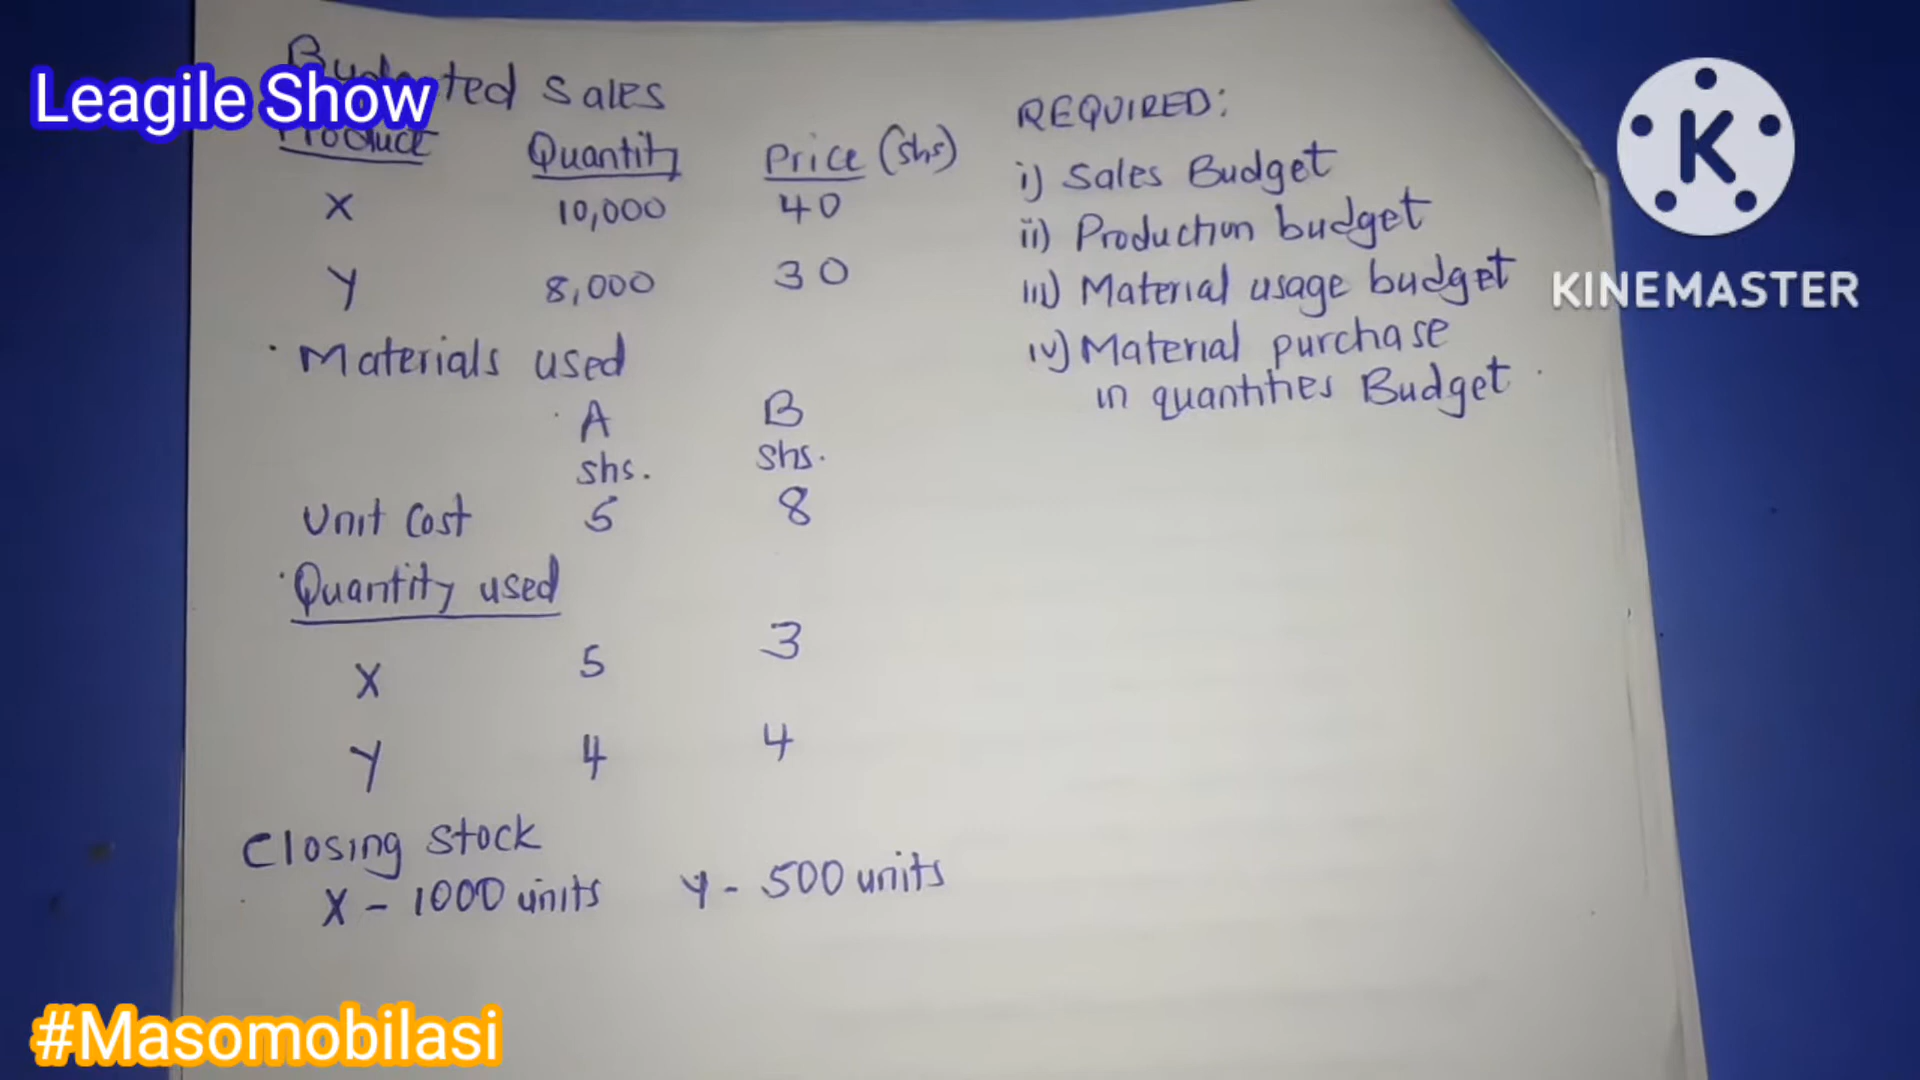 Leagile Show
Budgeted Sales
Product Quantity Price (shs)
X 10,000 40
Y 8,000 30
Materials used
A B
shs. shs.
Unit Cost 5 8
Quantity used
X 5 3
Y 4 4
Closing stock
X - 1000 units Y - 500 units
REQUIRED:
i) Sales Budget
ii) Production budget
iii) Material usage budget
iv) Material purchase
in quantities Budget
K
KINEMASTER
#Masomobilasi